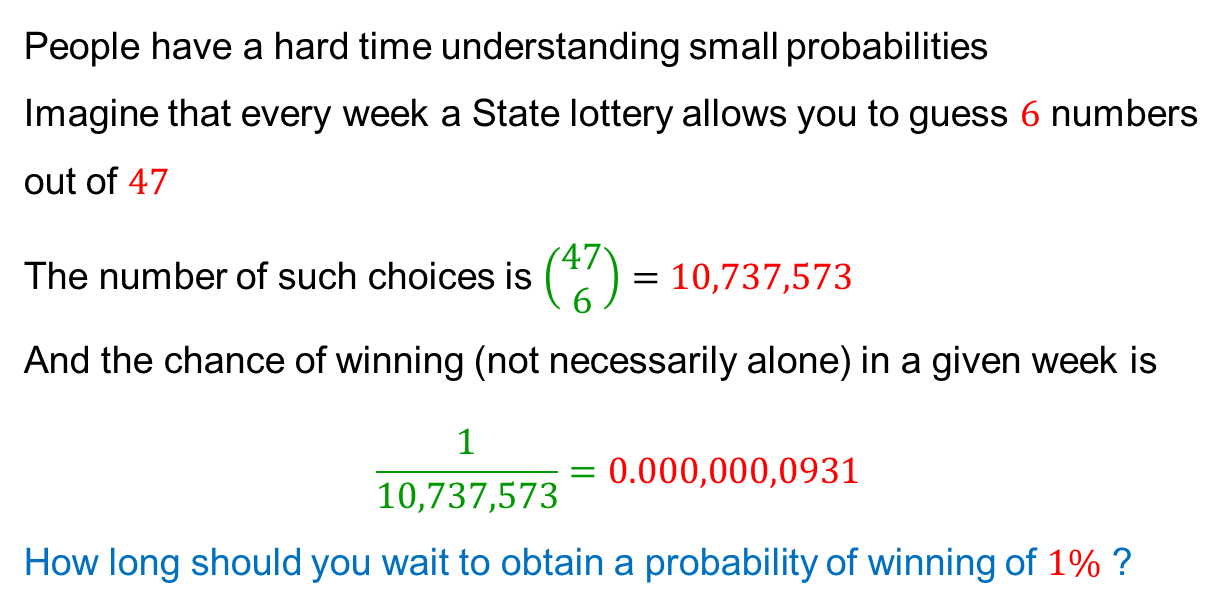 People have a hard time understanding small probabilities
Imagine that every week a State lottery allows you to guess 6 numbers
out of 47
The number of such choices is (47 6) = 10,737,573
And the chance of winning (not necessarily alone) in a given week is
1
10,737,573 = 0.000,000,0931
How long should you wait to obtain a probability of winning of 1% ?